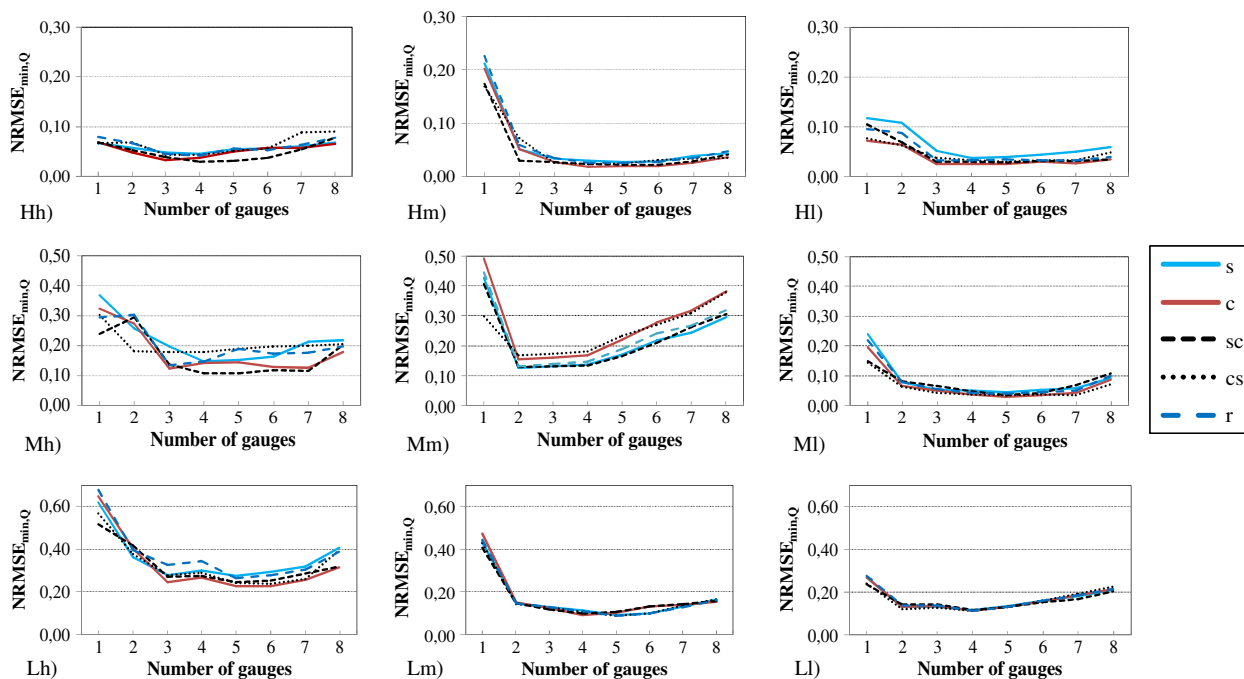 0,30
0,20
0,10
0,00
NRMSEmin,Q
1 2 3 4 5 6 7 8
Number of gauges
Hh)
0,30
0,20
0,10
0,00
NRMSEmin,Q
1 2 3 4 5 6 7 8
Number of gauges
Hm)
0,30
0,20
0,10
0,00
NRMSEmin,Q
1 2 3 4 5 6 7 8
Number of gauges
Hl)
0,50
0,40
0,30
0,20
0,10
0,00
NRMSEmin,Q
1 2 3 4 5 6 7 8
Number of gauges
Mh)
0,50
0,40
0,30
0,20
0,10
0,00
NRMSEmin,Q
1 2 3 4 5 6 7 8
Number of gauges
Mm)
0,50
0,40
0,30
0,20
0,10
0,00
NRMSEmin,Q
1 2 3 4 5 6 7 8
Number of gauges
Ml)
s
c
sc
cs
r
0,60
0,40
0,20
0,00
NRMSEmin,Q
1 2 3 4 5 6 7 8
Number of gauges
Lh)
0,60
0,40
0,20
0,00
NRMSEmin,Q
1 2 3 4 5 6 7 8
Number of gauges
Lm)
0,60
0,40
0,20
0,00
NRMSEmin,Q
1 2 3 4 5 6 7 8
Number of gauges
Ll)